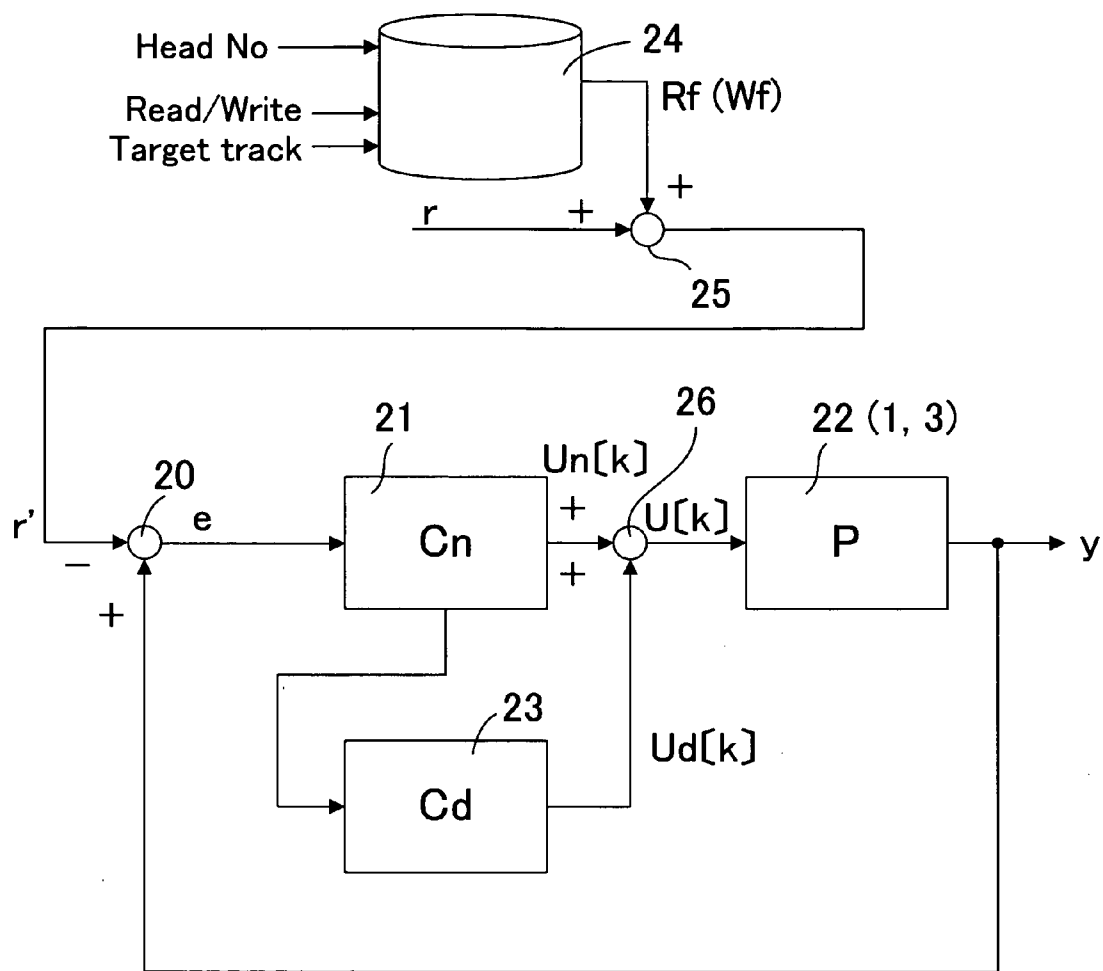 Head No
24
Rf (Wf)
Read/Write
Target track
+
r
+
25
21
26
22 (1, 3)
Un[k]
20
+
U[k]
r'
e
Cn
P
y
−
+
+
23
Ud[k]
Cd